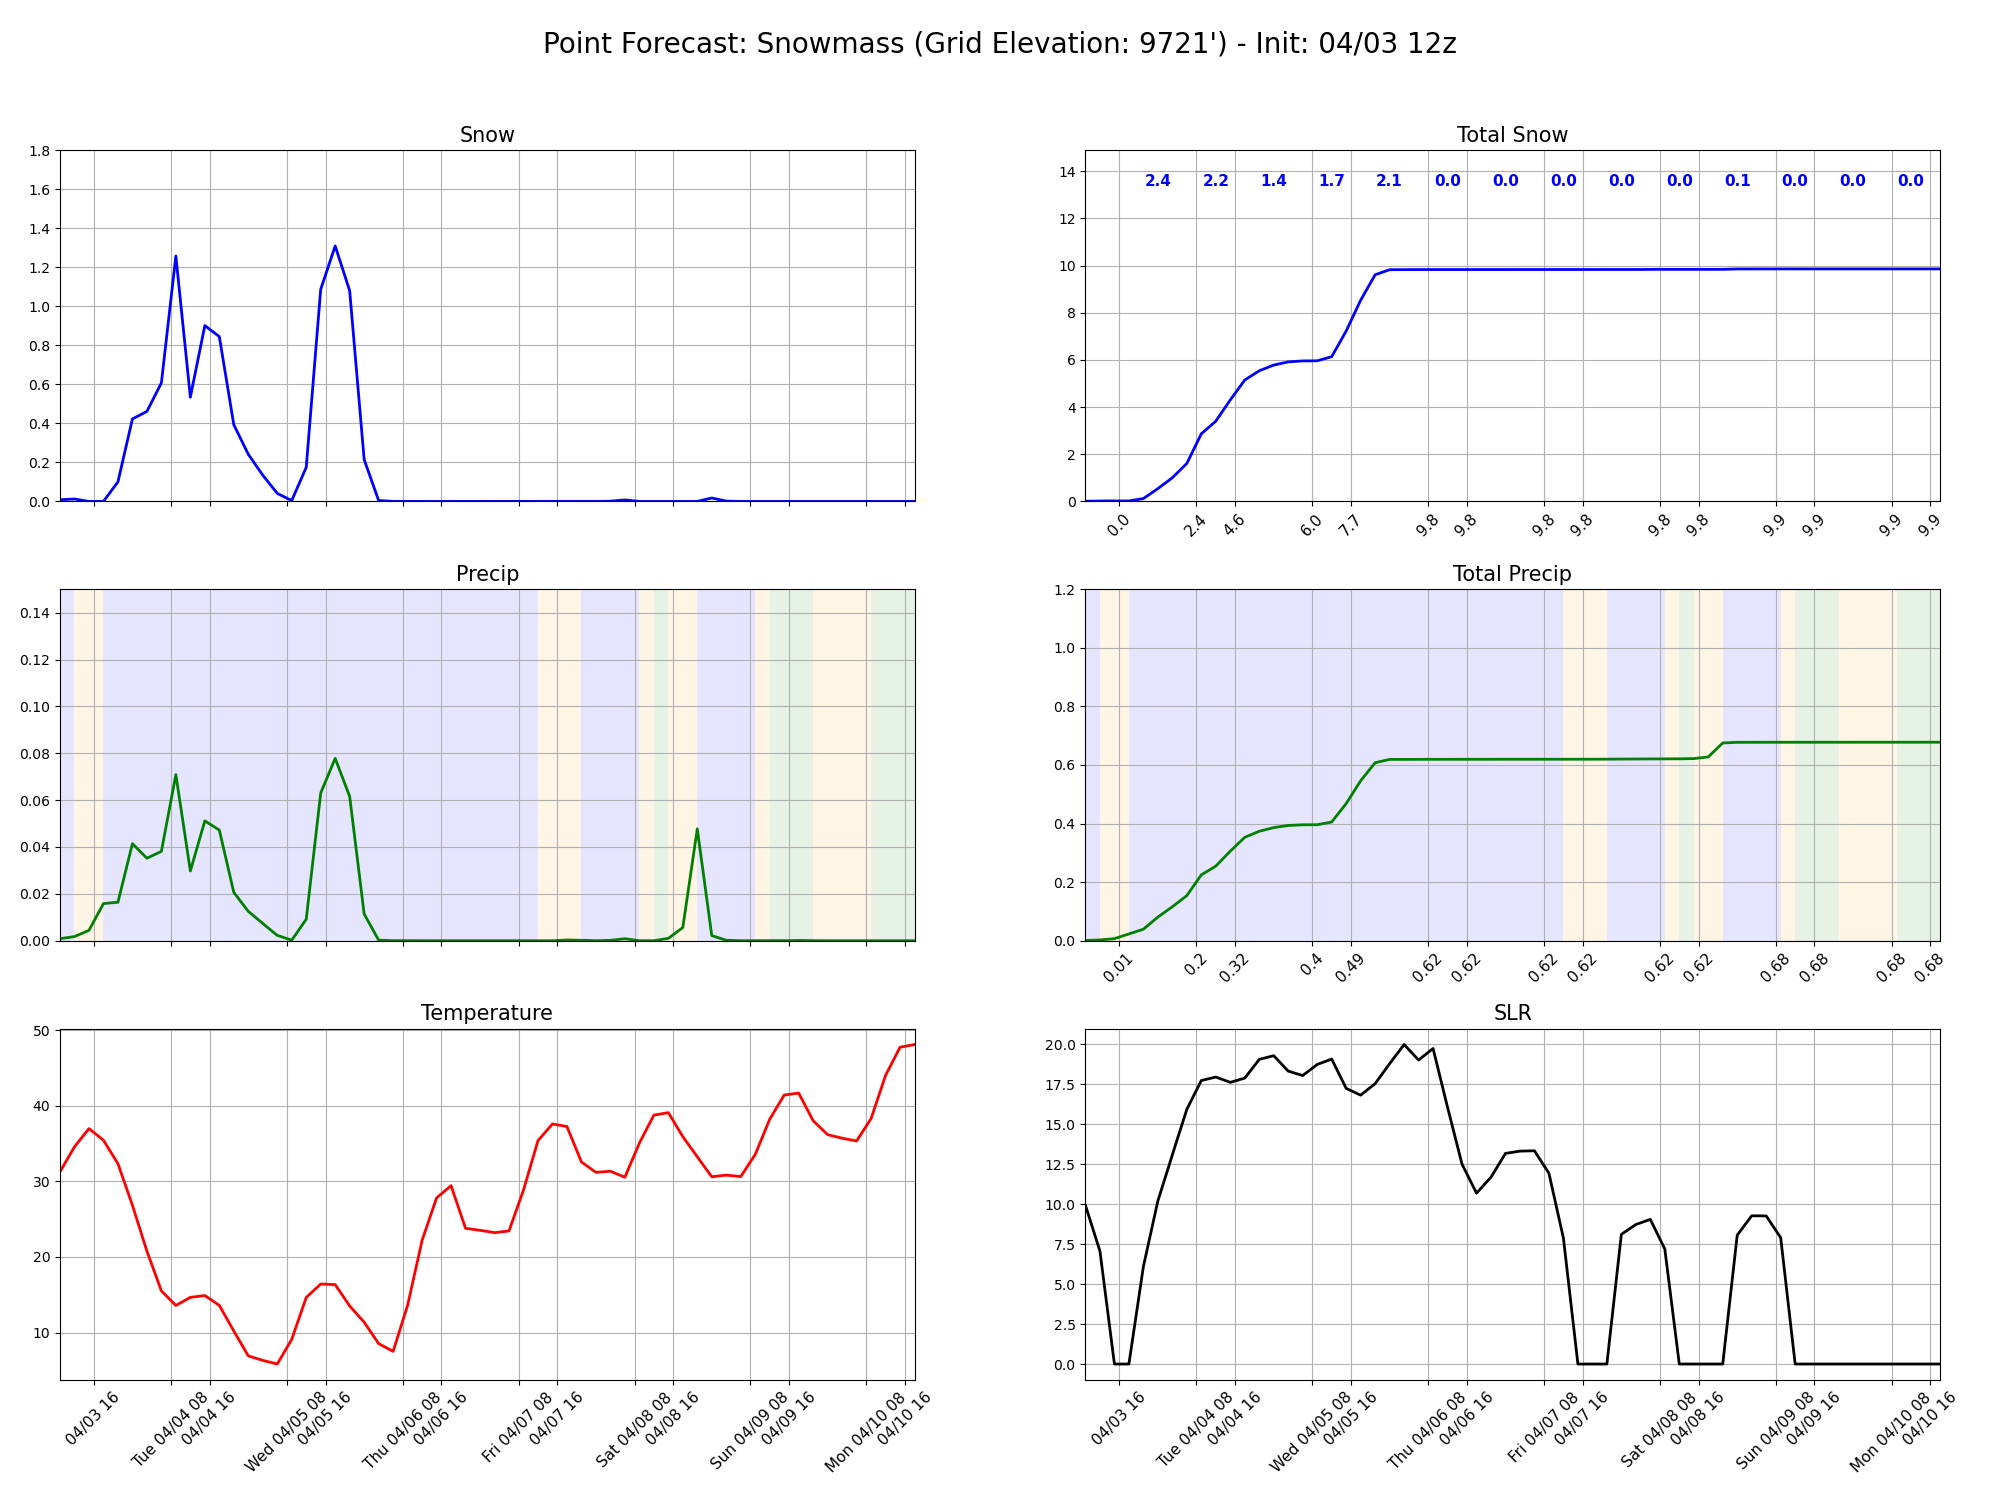 Point Forecast: Snowmass (Grid Elevation: 9721') - Init: 04/03 12z
Snow
1.8
1.6
1.4
1.2
1.0
0.8
0.6
0.4
0.2
0.0
Total Snow
14
12
10
8
6
4
2
0
2.4 2.2 1.4 1.7 2.1 0.0 0.0 0.0 0.0 0.0 0.1 0.0 0.0 0.0
0.0 2.4 4.6 6.0 7.7 9.8 9.8 9.8 9.8 9.8 9.8 9.9 9.9 9.9 9.9
Precip
0.14
0.12
0.10
0.08
0.06
0.04
0.02
0.00
Total Precip
1.2
1.0
0.8
0.6
0.4
0.2
0.0
0.01 0.2 0.32 0.4 0.49 0.62 0.62 0.62 0.62 0.62 0.62 0.68 0.68 0.68 0.68
Temperature
50
40
30
20
10
04/03 16
Tue 04/04 08
04/04 16
Wed 04/05 08
04/05 16
Thu 04/06 08
04/06 16
Fri 04/07 08
04/07 16
Sat 04/08 08
04/08 16
Sun 04/09 08
04/09 16
Mon 04/10 08
04/10 16
SLR
20.0
17.5
15.0
12.5
10.0
7.5
5.0
2.5
0.0
04/03 16
Tue 04/04 08
04/04 16
Wed 04/05 08
04/05 16
Thu 04/06 08
04/06 16
Fri 04/07 08
04/07 16
Sat 04/08 08
04/08 16
Sun 04/09 08
04/09 16
Mon 04/10 08
04/10 16